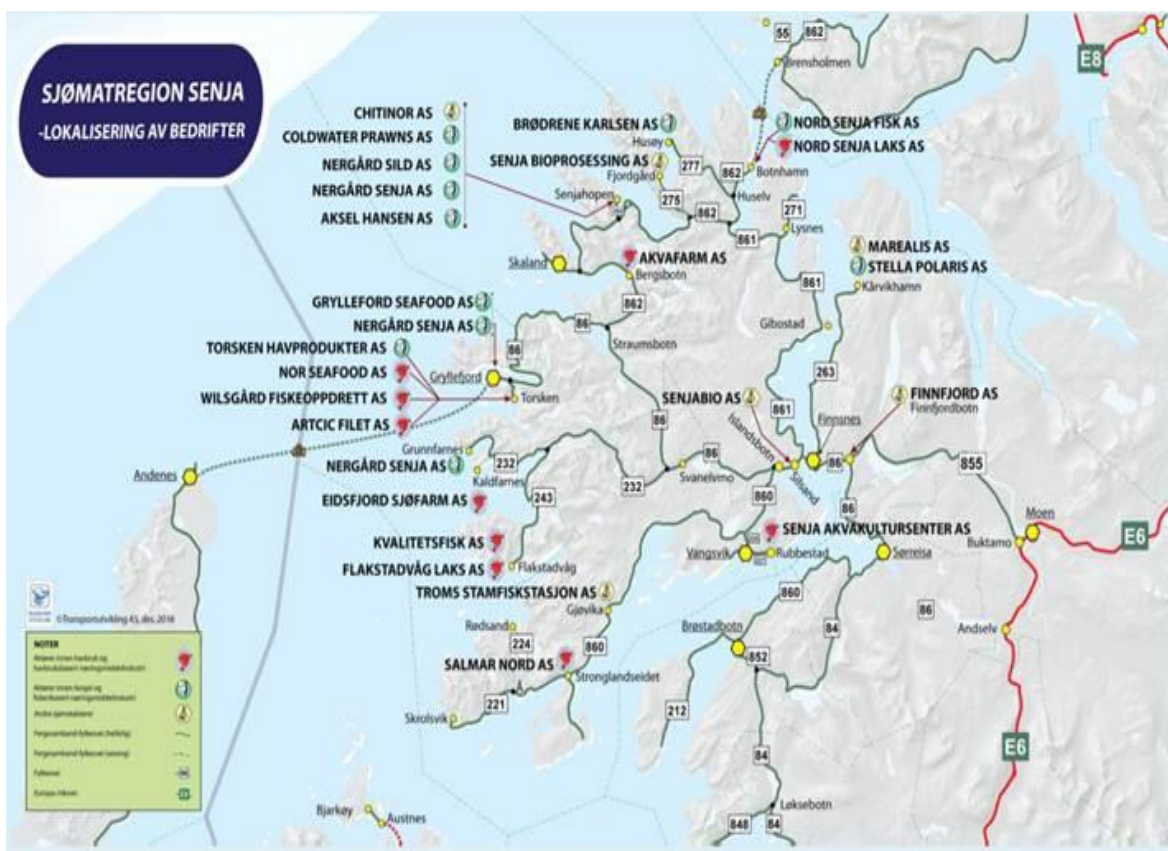 SJØMATREGION SENJA
-LOKALISERING AV BEDRIFTER
CHITINOR AS
COLDWATER PRAWNS AS
NERGÅRD SILD AS
NERGÅRD SENJA AS
AKSEL HANSEN AS
Senjahopen
BRØDRENE KARLSEN AS
Husøy
SENJA BIOPROSESSING AS
Fjordgård
277
275
55
862
Brensholmen
E8
NORD SENJA FISK AS
NORD SENJA LAKS AS
Botnhamn
862
Huselv
862
861
271
Lysnes
Skaland
AKVAFARM AS
Bergsbotn
862
861
MAREALIS AS
STELLA POLARIS AS
Kårvikhamn
GRYLLEFORD SEAFOOD AS
NERGÅRD SENJA AS
86
86
Straumsbotn
Gibostad
TORSKEN HAVPRODUKTER AS
NOR SEAFOOD AS
WILSGÅRD FISKEOPPDRETT AS
ARTCIC FILET AS
Gryllefjord
Torsken
263
SENJABIO AS
Islandsbotn
861
Finnsnes
FINNFJORD AS
Finnfjordbotn
86
Grunnfarnes
Andenes
NERGÅRD SENJA AS
232
Kaldfarnes
243
232
Svanelvmo
86
Silsand
86
855
EIDSFJORD SJØFARM AS
860
86
Moen
E6
Buktamo
KVALITETSFISK AS
FLAKSTADVÅG LAKS AS
Flakstadvåg
SENJA AKVAKULTURSENTER AS
Vangsvik
Rubbestad
Sørreisa
TROMS STAMFISKSTASJON AS
Gjøvika
860
86
Rødsand
224
860
84
Brøstadbotn
852
Andselv
SALMAR NORD AS
Stronglandseidet
221
Skrolsvik
212
E6
84
Løksebotn
848
84
Bjarkøy
Austnes
©Transportutvikling AS, des. 2016
NOTER